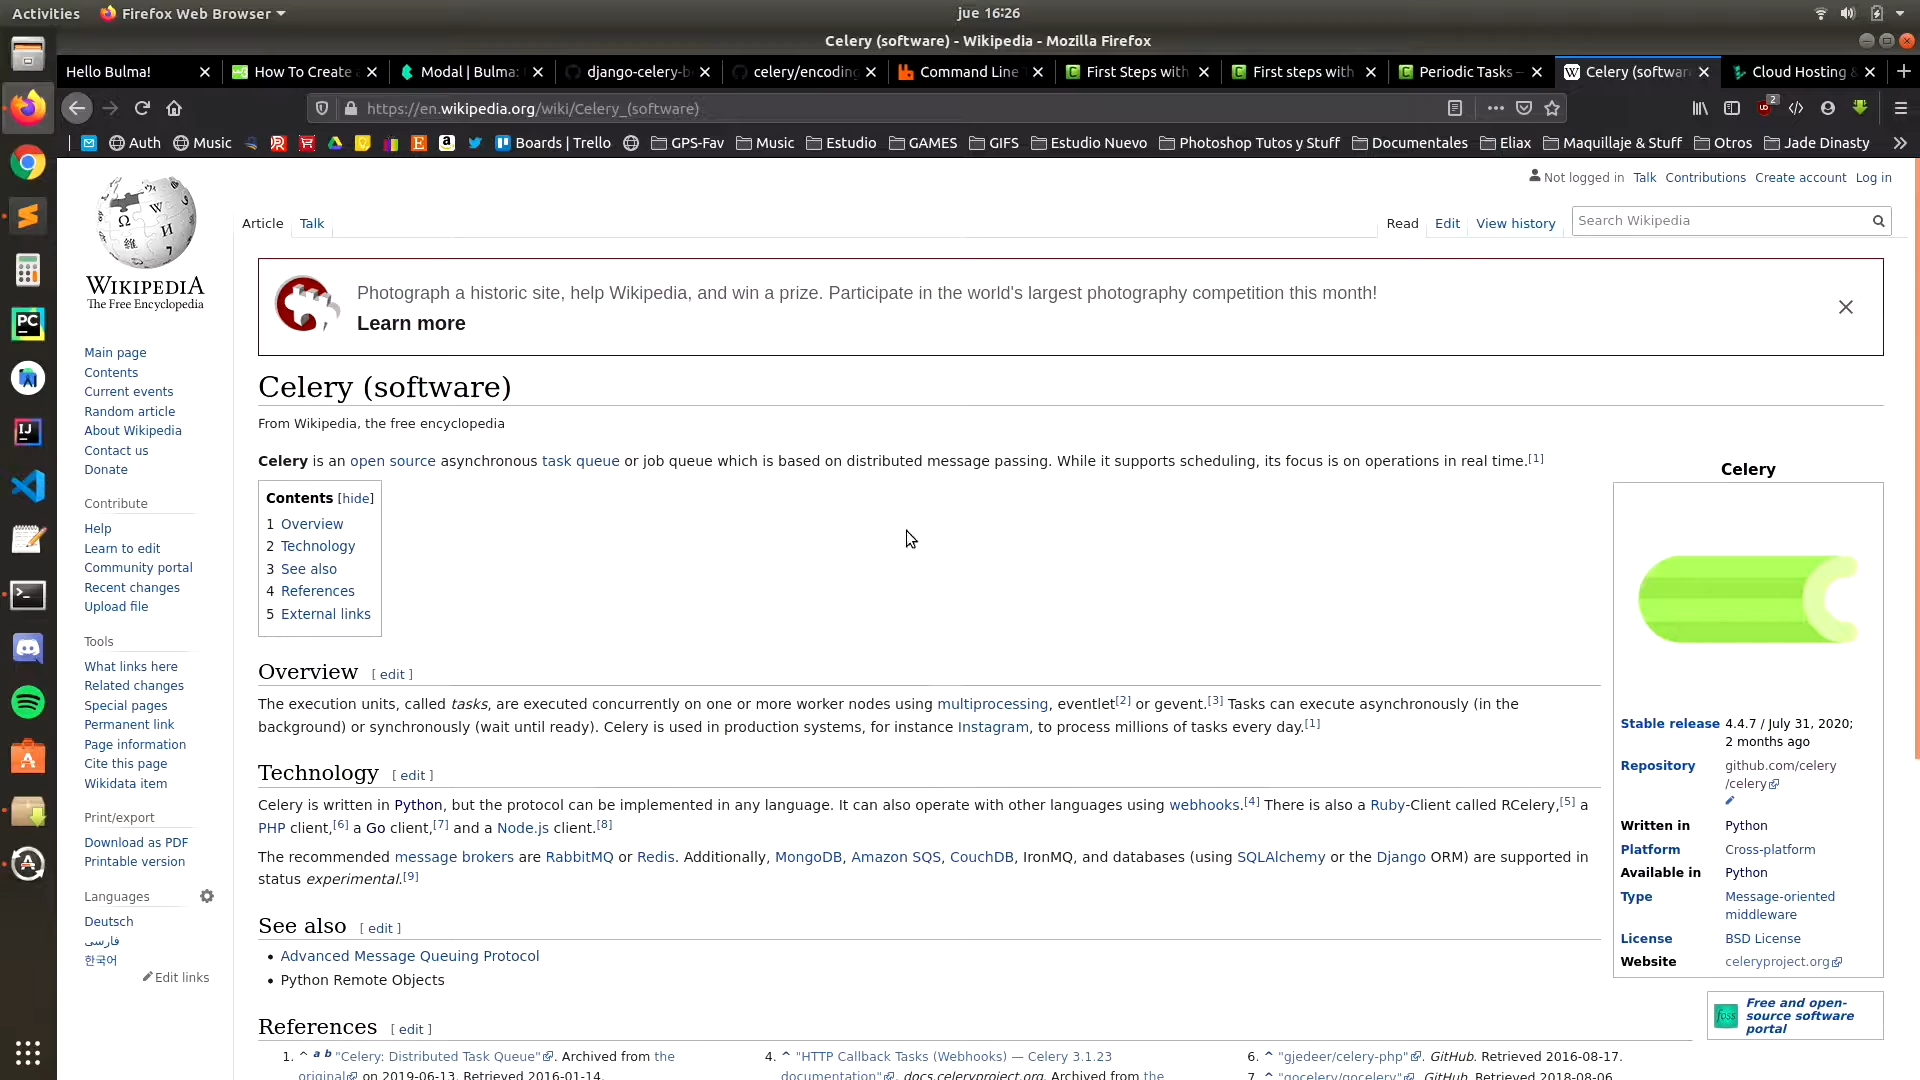 Activities Firefox Web Browser jue 16:26
Celery (software) - Wikipedia - Mozilla Firefox
Hello Bulma! How To Create Modal | Bulma: django-celery-b celery/encoding Command Line First Steps with First steps with Periodic Tasks — Celery (softwar Cloud Hosting &
https://en.wikipedia.org/wiki/Celery_(software) 2
Auth Music Boards | Trello GPS-Fav Music Estudio GAMES GIFS Estudio Nuevo Photoshop Tutos y Stuff Documentales Eliax Maquillaje & Stuff Otros Jade Dinasty
Not logged in Talk Contributions Create account Log in
Article Talk Read Edit View history Search Wikipedia
WIKIPEDIA
The Free Encyclopedia
Main page
Contents
Current events
Random article
About Wikipedia
Contact us
Donate
Contribute
Help
Learn to edit
Community portal
Recent changes
Upload file
Tools
What links here
Related changes
Special pages
Permanent link
Page information
Cite this page
Wikidata item
Print/export
Download as PDF
Printable version
Languages
Deutsch
فارسی
한국어
Edit links
Photograph a historic site, help Wikipedia, and win a prize. Participate in the world's largest photography competition this month!
Learn more
Celery (software)
From Wikipedia, the free encyclopedia
Celery is an open source asynchronous task queue or job queue which is based on distributed message passing. While it supports scheduling, its focus is on operations in real time.[1]
Contents [hide]
1 Overview
2 Technology
3 See also
4 References
5 External links
Overview [ edit ]
The execution units, called tasks, are executed concurrently on one or more worker nodes using multiprocessing, eventlet[2] or gevent.[3] Tasks can execute asynchronously (in the
background) or synchronously (wait until ready). Celery is used in production systems, for instance Instagram, to process millions of tasks every day.[1]
Technology [ edit ]
Celery is written in Python, but the protocol can be implemented in any language. It can also operate with other languages using webhooks.[4] There is also a Ruby-Client called RCelery,[5] a
PHP client,[6] a Go client,[7] and a Node.js client.[8]
The recommended message brokers are RabbitMQ or Redis. Additionally, MongoDB, Amazon SQS, CouchDB, IronMQ, and databases (using SQLAlchemy or the Django ORM) are supported in
status experimental.[9]
See also [ edit ]
• Advanced Message Queuing Protocol
• Python Remote Objects
References [ edit ]
1. ^ a b "Celery: Distributed Task Queue". Archived from the
original on 2019-06-13. Retrieved 2016-01-14.
4. ^ "HTTP Callback Tasks (Webhooks) — Celery 3.1.23
documentation". docs.celeryproject.org. Archived from the
6. ^ "gjedeer/celery-php". GitHub. Retrieved 2016-08-17.
7. ^ "gocelery/gocelery". GitHub. Retrieved 2018-08-06.
Celery
Stable release 4.4.7 / July 31, 2020;
2 months ago
Repository github.com/celery
/celery
Written in Python
Platform Cross-platform
Available in Python
Type Message-oriented
middleware
License BSD License
Website celeryproject.org
foss Free and open-
source software
portal